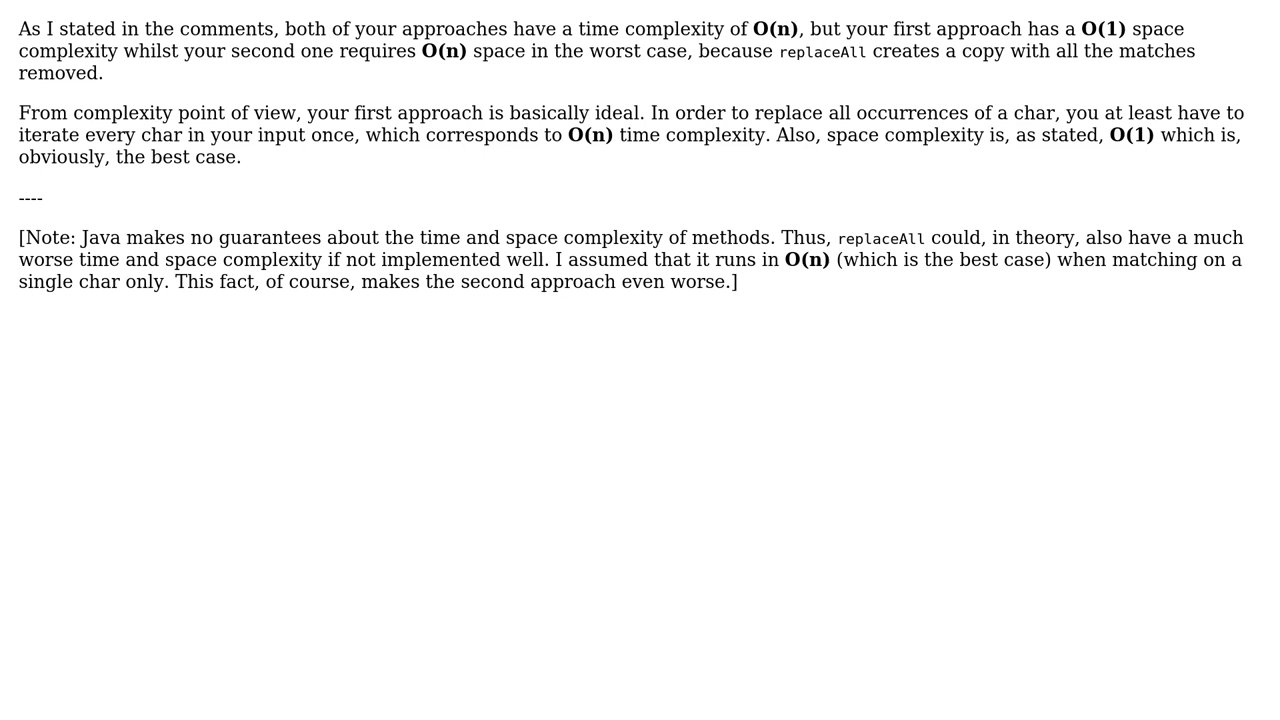 As I stated in the comments, both of your approaches have a time complexity of O(n), but your first approach has a O(1) space
complexity whilst your second one requires O(n) space in the worst case, because replaceAll creates a copy with all the matches
removed.
From complexity point of view, your first approach is basically ideal. In order to replace all occurrences of a char, you at least have to
iterate every char in your input once, which corresponds to O(n) time complexity. Also, space complexity is, as stated, O(1) which is,
obviously, the best case.
----
[Note: Java makes no guarantees about the time and space complexity of methods. Thus, replaceAll could, in theory, also have a much
worse time and space complexity if not implemented well. I assumed that it runs in O(n) (which is the best case) when matching on a
single char only. This fact, of course, makes the second approach even worse.]